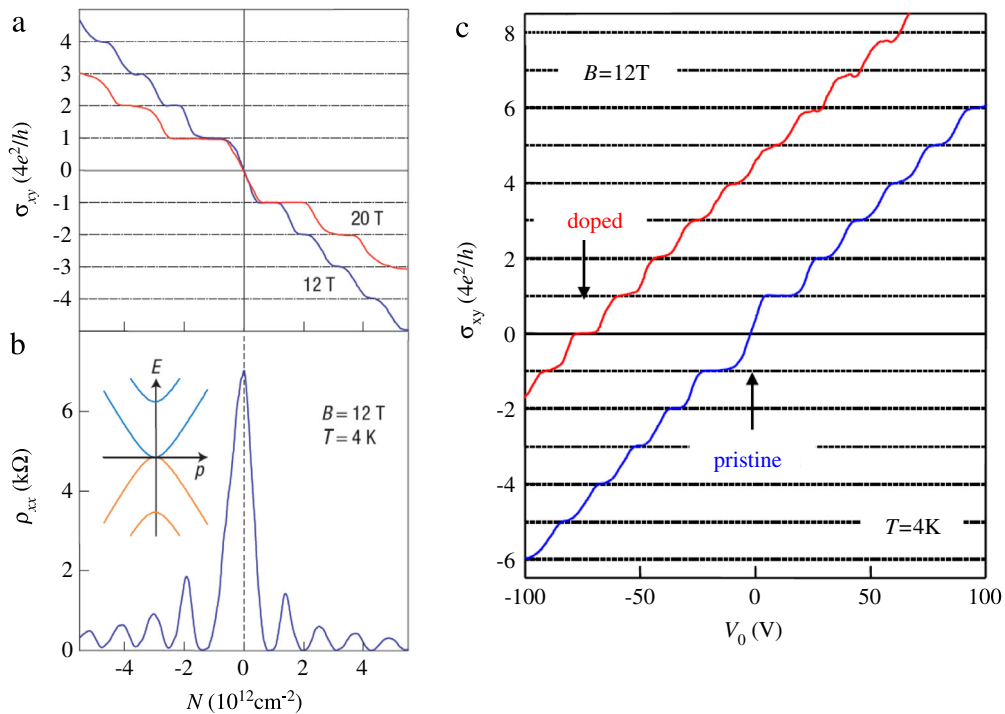 a
4
3
2
1
0
-1
-2
-3
-4
σxy (4e²/h)
20 T
12 T
b
E
p
B = 12 T
T = 4 K
6
4
2
0
ρxx (kΩ)
-4
-2
0
2
4
N (10¹²cm⁻²)
c
8
6
4
2
0
-2
-4
-6
σxy (4e²/h)
B=12T
doped
pristine
T=4K
-100
-50
0
50
100
V₀ (V)